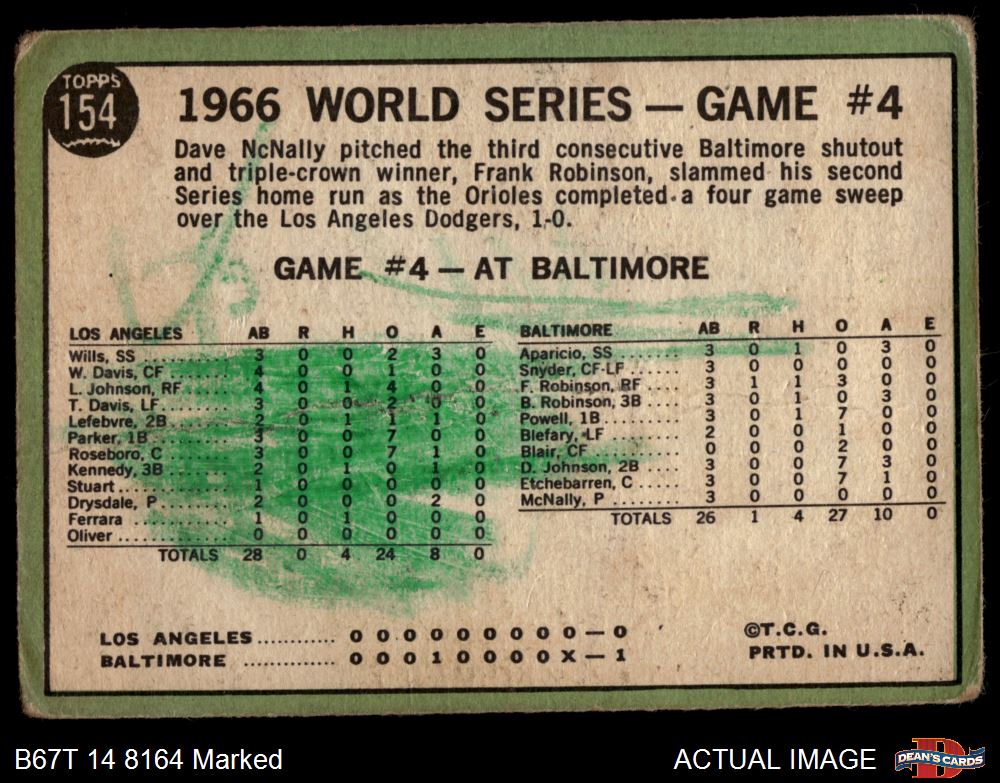 TOPPS
154
1966 WORLD SERIES — GAME #4
Dave NcNally pitched the third consecutive Baltimore shutout
and triple-crown winner, Frank Robinson, slammed his second
Series home run as the Orioles completed a four game sweep
over the Los Angeles Dodgers, 1-0.
GAME #4 — AT BALTIMORE
LOS ANGELES AB R H O A E
Wills, SS ........ 3 0 0 2 3 0
W. Davis, CF ....... 4 0 0 1 0 0
L. Johnson, RF.... 4 0 1 4 0 0
T. Davis, LF........ 3 0 0 2 0 0
Lefebvre, 2B ....... 2 0 1 1 1 0
Parker, 1B ......... 3 0 0 7 0 0
Roseboro, C ....... 3 0 0 7 1 0
Kennedy, 3B ....... 2 0 1 0 1 0
Stuart.............. 1 0 0 0 0 0
Drysdale, P........ 2 0 0 0 2 0
Ferrara ............ 1 0 1 0 0 0
Oliver .............. 0 0 0 0 0 0
TOTALS 28 0 4 24 8 0
BALTIMORE AB R H O A E
Aparicio, SS ........ 3 0 1 0 3 0
Snyder, CF-LF ...... 3 0 0 0 0 0
F. Robinson, RF .... 3 1 1 3 0 0
B. Robinson, 3B .... 3 0 1 0 3 0
Powell, 1B .......... 3 0 1 7 0 0
Blefary, LF ......... 2 0 0 1 0 0
Blair, CF ........... 0 0 0 2 0 0
D. Johnson, 2B ..... 3 0 0 7 3 0
Etchebarren, C ..... 3 0 0 7 1 0
McNally, P ......... 3 0 0 0 0 0
TOTALS 26 1 4 27 10 0
LOS ANGELES ............ 0 0 0 0 0 0 0 0 0 — 0
BALTIMORE .............. 0 0 0 1 0 0 0 0 X — 1
©T.C.G.
PRTD. IN U.S.A.
B67T 14 8164 Marked
ACTUAL IMAGE
D
DEAN'S CARDS